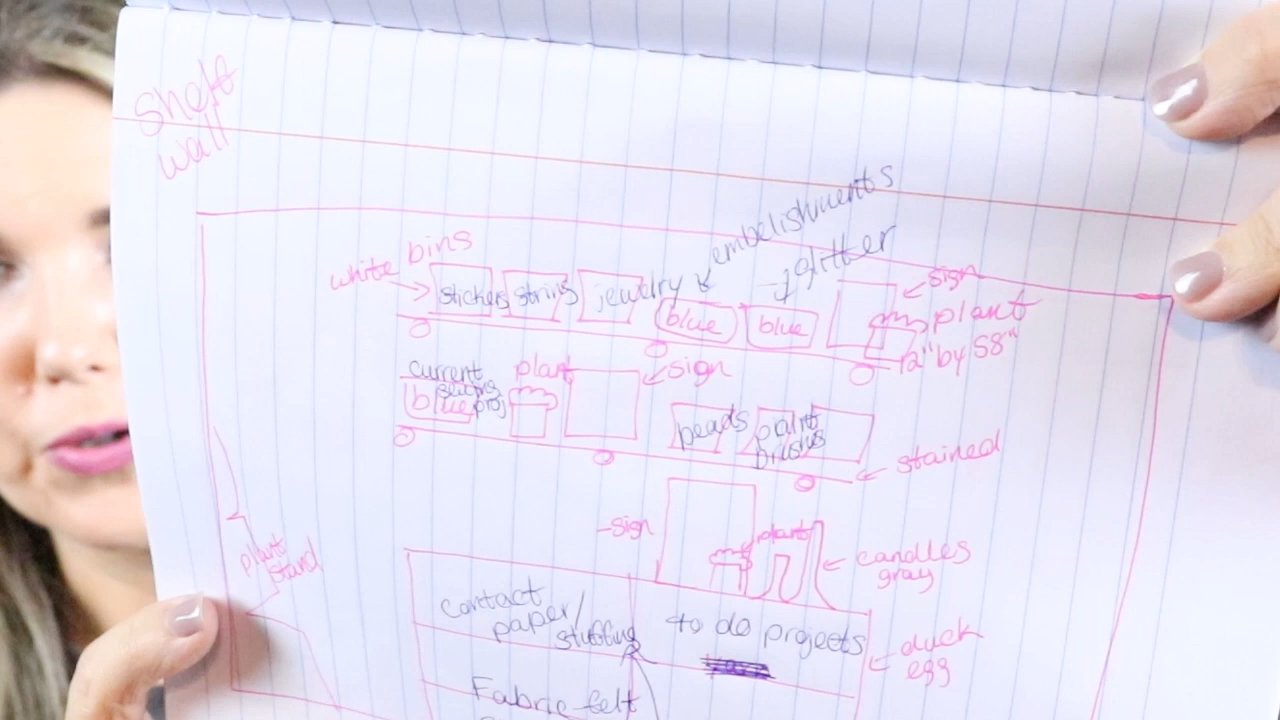 Shelf
wall
white bins
stickers string jewelry embelishments
glitter
blue blue
sign
plant
12" by 58"
current
blue proj
plant
sign
beads paint
brushes
stained
sign
plant
candles
gray
plant
stand
contact
paper/
stuffing
to do projects
duck
egg
Fabric felt